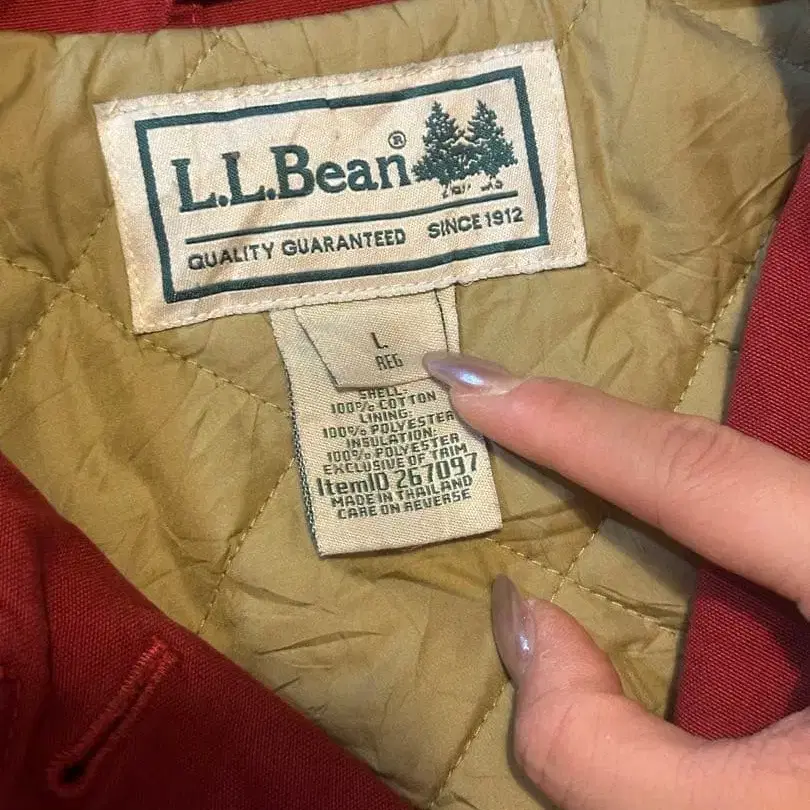 L.L.Bean®
QUALITY GUARANTEED SINCE 1912
L
REG
SHELL:
100% COTTON
LINING:
100% POLYESTER
INSULATION:
100% POLYESTER
EXCLUSIVE OF TRIM
ItemID 267097
MADE IN THAILAND
CARE ON REVERSE